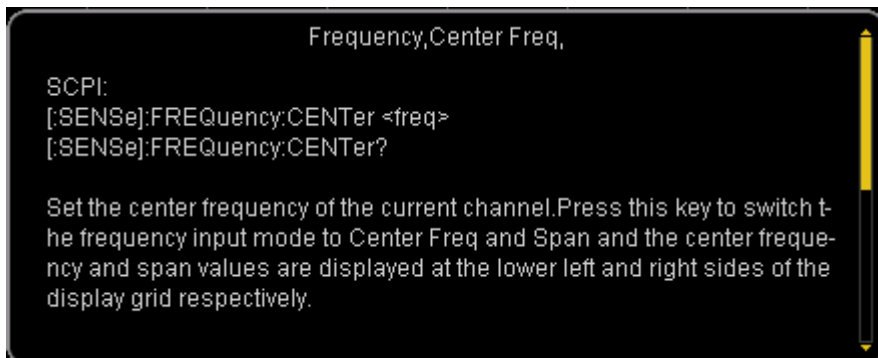 Frequency,Center Freq,
SCPI:
[:SENSe]:FREQuency:CENTer <freq>
[:SENSe]:FREQuency:CENTer?
Set the center frequency of the current channel.Press this key to switch t-
he frequency input mode to Center Freq and Span and the center freque-
ncy and span values are displayed at the lower left and right sides of the
display grid respectively.